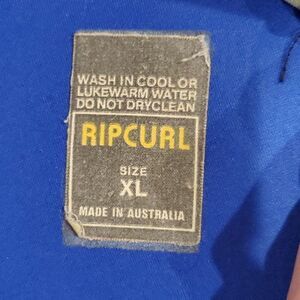 WASH IN COOL OR
LUKEWARM WATER
DO NOT DRYCLEAN
RIPCURL
SIZE
XL
MADE IN AUSTRALIA